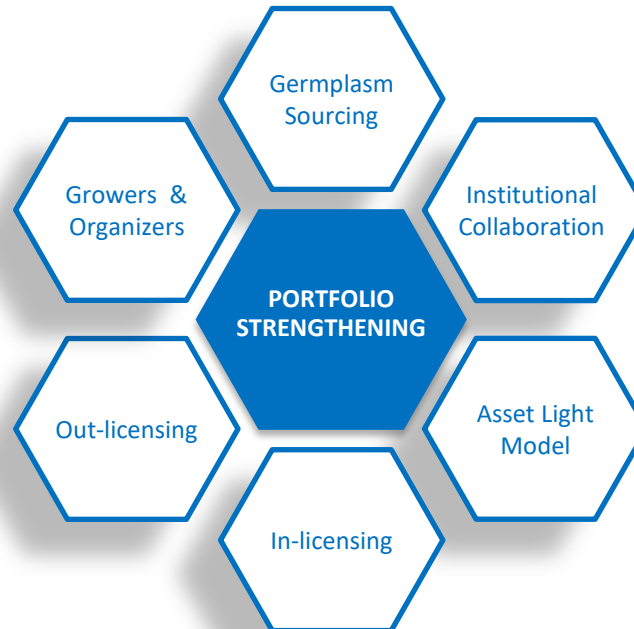 Germplasm
Sourcing
Growers &
Organizers
Institutional
Collaboration
PORTFOLIO
STRENGTHENING
Out-licensing
Asset Light
Model
In-licensing